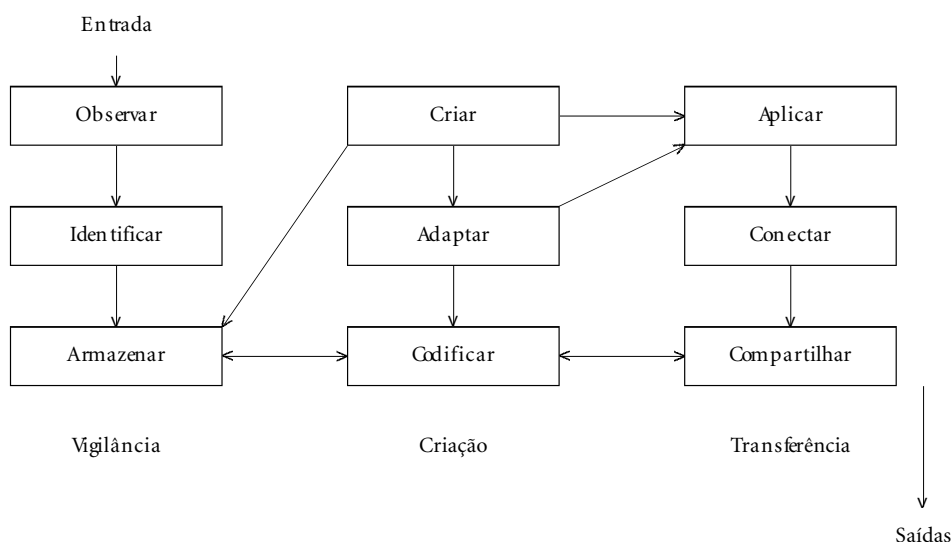 Entrada
Observar
Criar
Aplicar
Identificar
Adaptar
Conectar
Armazenar
Codificar
Compartilhar
Vigilância
Criação
Transferência
Saídas